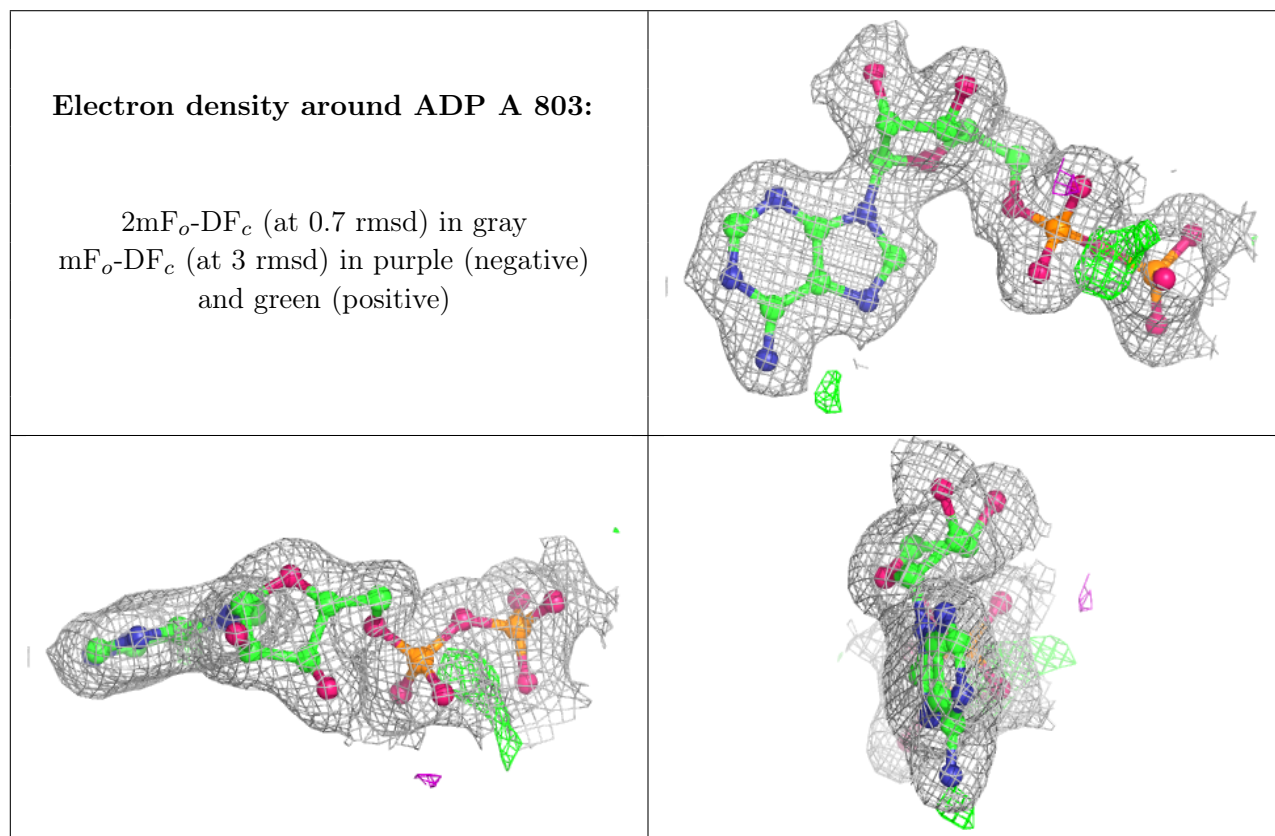 Electron density around ADP A 803:
2mFₒ-DF𝒸 (at 0.7 rmsd) in gray
mFₒ-DF𝒸 (at 3 rmsd) in purple (negative)
and green (positive)